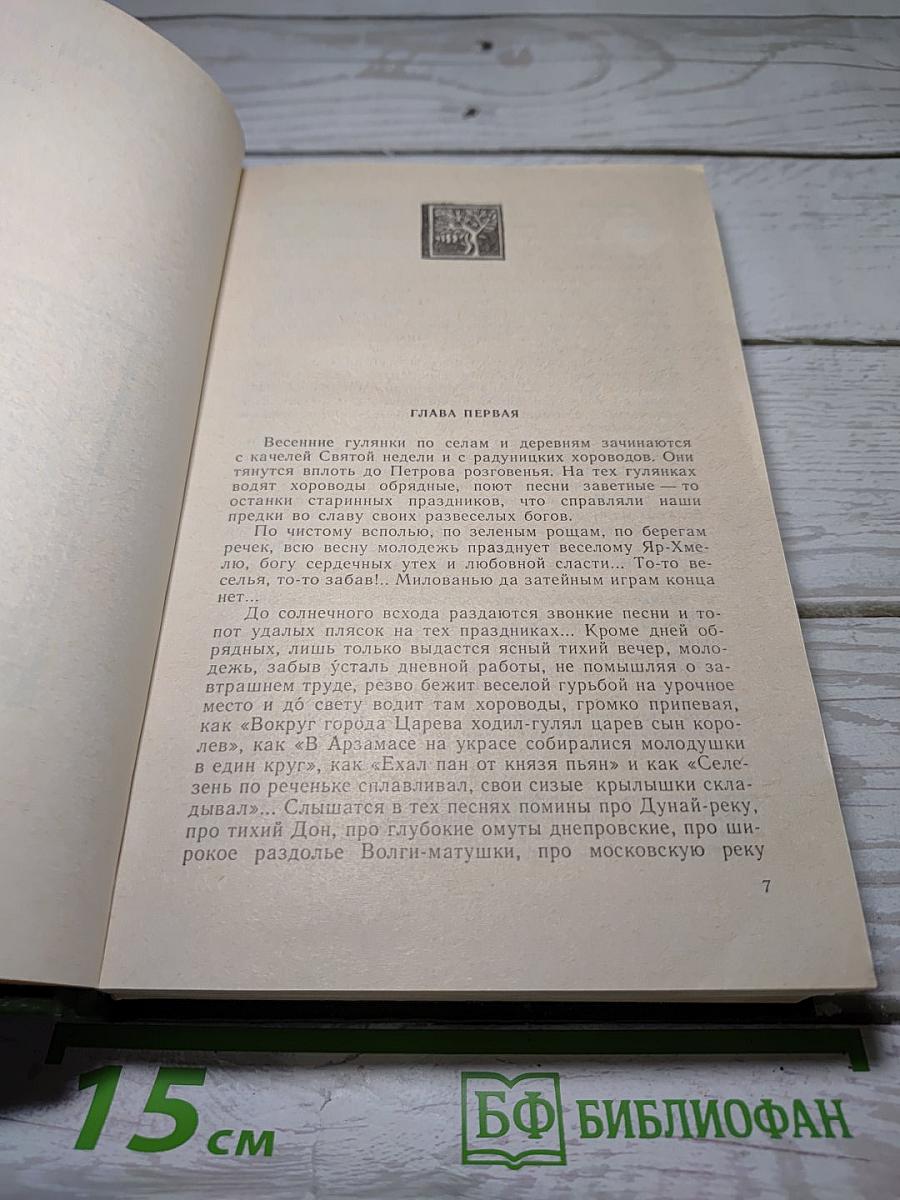 ГЛАВА ПЕРВАЯ
Весенние гулянки по селам и деревням зачинаются
с качелей Святой недели и с радуницких хороводов. Они
тянутся вплоть до Петрова розговенья. На тех гулянках
водят хороводы обрядные, поют песни заветные — то
останки старинных праздников, что справляли наши
предки во славу своих развеселых богов.
По чистому всполью, по зеленым рощам, по берегам
речек, всю весну молодежь празднует веселому Яр-Хме-
лю, богу сердечных утех и любовной сласти... То-то ве-
селья, то-то забав!.. Милованью да затейным играм конца
нет...
До солнечного всхода раздаются звонкие песни и то-
пот удалых плясок на тех праздниках... Кроме дней об-
рядных, лишь только выдастся ясный тихий вечер, моло-
дежь, забыв у́сталь дневной работы, не помышляя о за-
втрашнем труде, резво бежит веселой гурьбой на урочное
место и до́ свету водит там хороводы, громко припевая,
как «Вокруг города Царева ходил-гулял царев сын коро-
лев», как «В Арзамасе на украсе собиралися молодушки
в един круг», как «Ехал пан от князя пьян» и как «Селе-
зень по реченьке сплавливал, свои сизые крылышки скла-
дывал»... Слышатся в тех песнях помины про Дунай-реку,
про тихий Дон, про глубокие омуты днепровские, про ши-
рокое раздолье Волги-матушки, про московскую реку
7
15 см
БФ БИБЛИОФАН